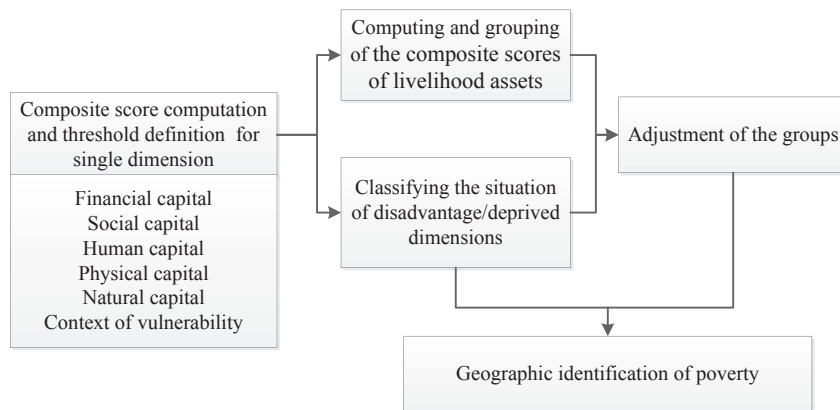 Composite score computation
and threshold definition for
single dimension
Financial capital
Social capital
Human capital
Physical capital
Natural capital
Context of vulnerability
Computing and grouping
of the composite scores
of livelihood assets
Classifying the situation
of disadvantage/deprived
dimensions
Adjustment of the groups
Geographic identification of poverty